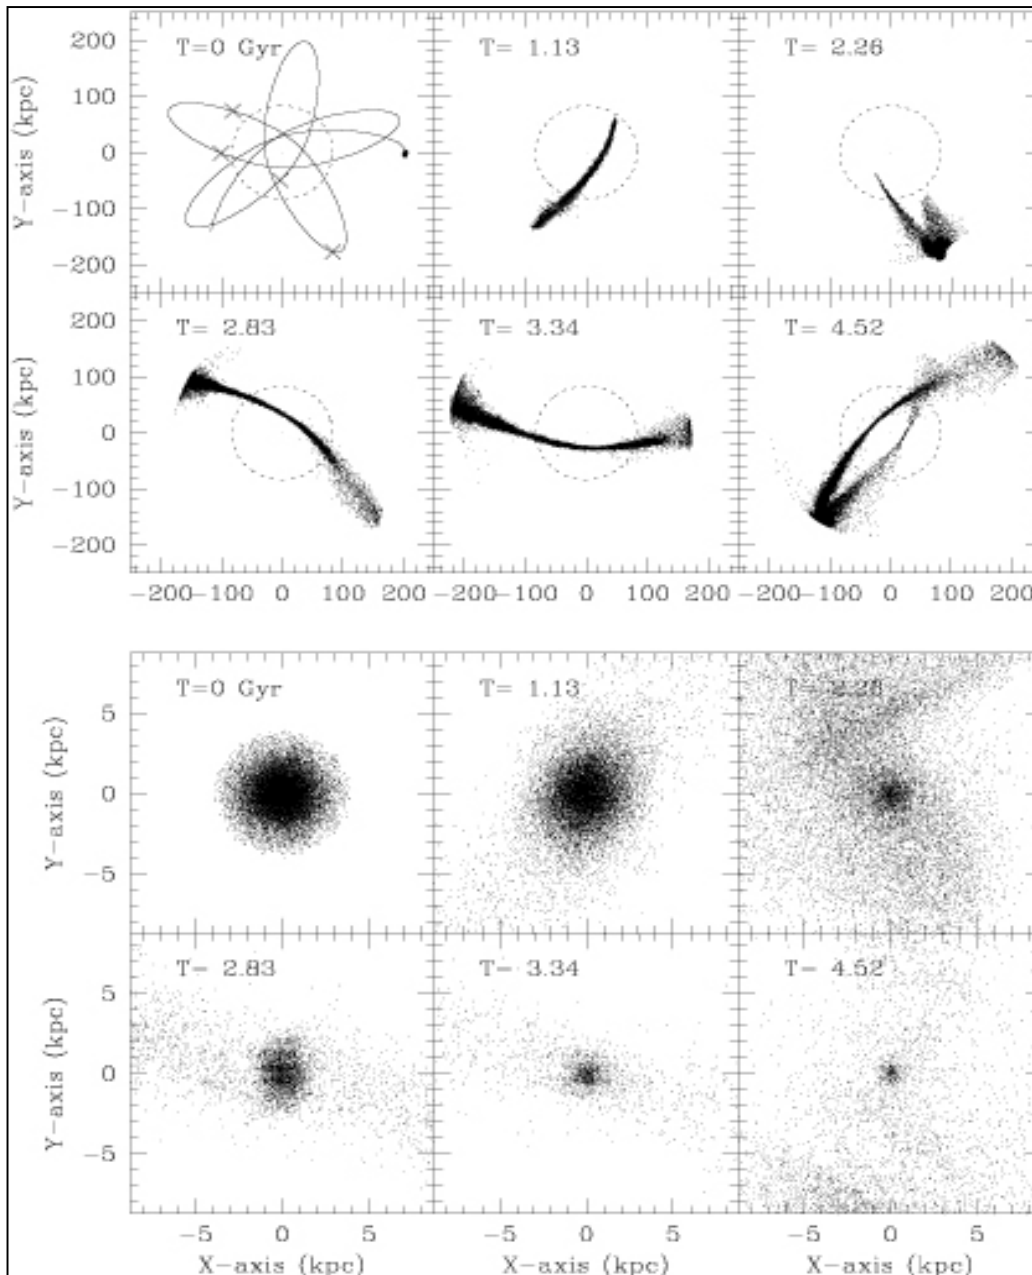 T=0 Gyr
T= 1.13
T= 2.26
Y-axis (kpc)
200
100
0
-100
-200
T= 2.83
T= 3.34
T= 4.52
Y-axis (kpc)
200
100
0
-100
-200
-200 -100 0 100 200
-200 -100 0 100 200
-200 -100 0 100 200
T=0 Gyr
T= 1.13
T= 2.26
Y-axis (kpc)
5
0
-5
T- 2.83
T- 3.34
T- 4.52
Y-axis (kpc)
5
0
-5
-5 0 5
-5 0 5
-5 0 5
X-axis (kpc)
X-axis (kpc)
X-axis (kpc)